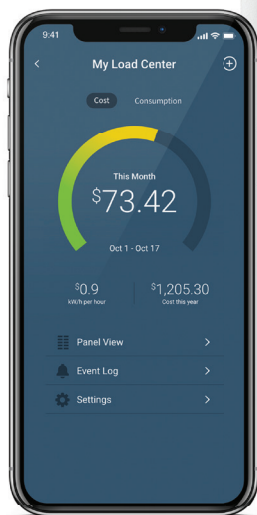 9:41
My Load Center
Cost Consumption
This Month
$73.42
Oct 1 - Oct 17
$0.9 $1,205.30
kW/h per hour Cost this year
Panel View
Event Log
Settings